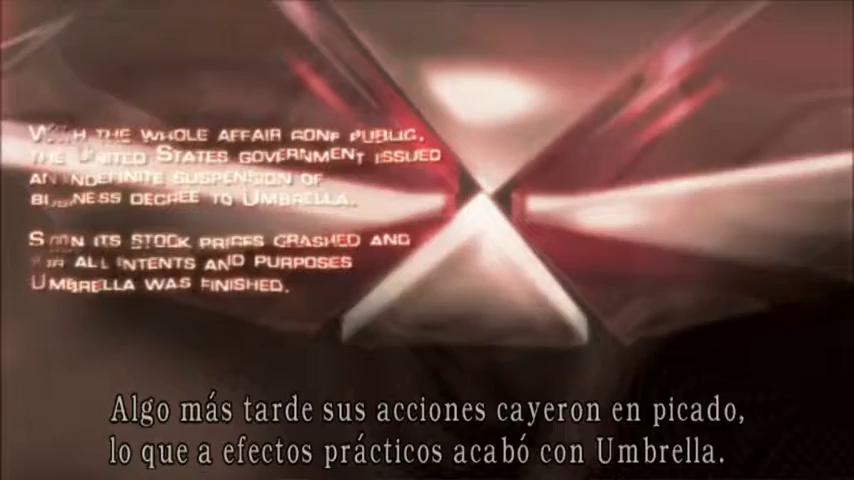 WITH THE WHOLE AFFAIR GONE PUBLIC,
THE UNITED STATES GOVERNMENT ISSUED
AN INDEFINITE SUSPENSION OF
BUSINESS DECREE TO UMBRELLA.
SOON ITS STOCK PRICES CRASHED AND
FOR ALL INTENTS AND PURPOSES
UMBRELLA WAS FINISHED.
Algo más tarde sus acciones cayeron en picado,
lo que a efectos prácticos acabó con Umbrella.